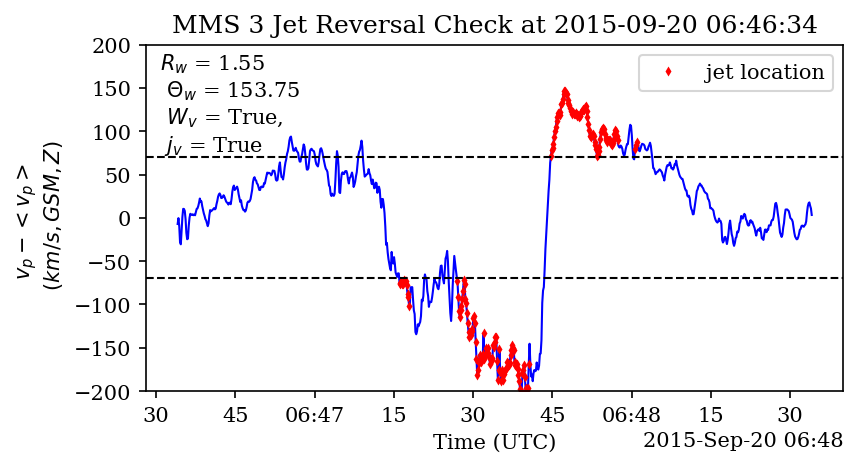 MMS 3 Jet Reversal Check at 2015-09-20 06:46:34
R_w = 1.55
Θ_w = 153.75
W_v = True,
j_v = True
jet location
v_p − < v_p >
(km/s, GSM, Z)
200
150
100
50
0
−50
−100
−150
−200
30 45 06:47 15 30 45 06:48 15 30
Time (UTC)
2015-Sep-20 06:48